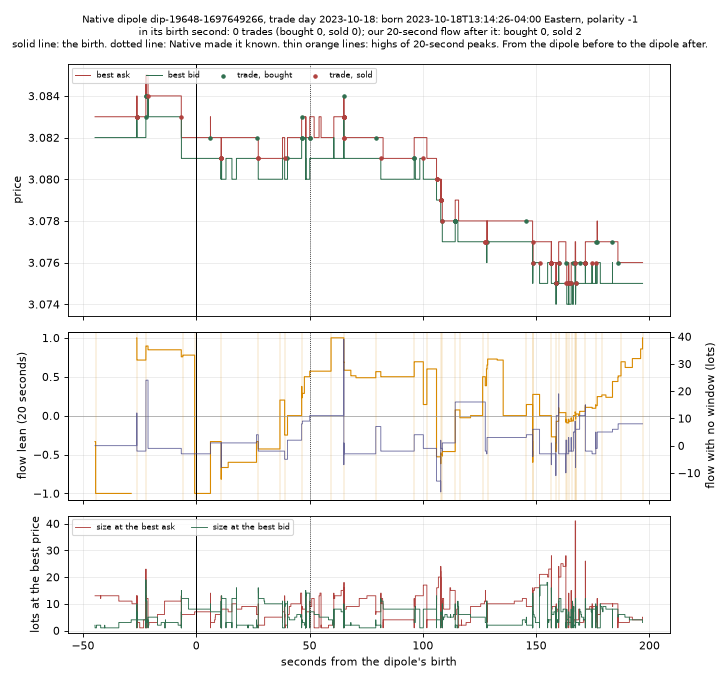 Native dipole dip-19648-1697649266, trade day 2023-10-18: born 2023-10-18T13:14:26-04:00 Eastern, polarity -1
in its birth second: 0 trades (bought 0, sold 0); our 20-second flow after it: bought 0, sold 2
solid line: the birth. dotted line: Native made it known. thin orange lines: highs of 20-second peaks. From the dipole before to the dipole after.
best ask
best bid
trade, bought
trade, sold
3.084
3.082
3.080
3.078
3.076
3.074
price
1.0
0.5
0.0
−0.5
−1.0
flow lean (20 seconds)
40
30
20
10
0
−10
flow with no window (lots)
size at the best ask
size at the best bid
40
30
20
10
0
lots at the best price
−50
0
50
100
150
200
seconds from the dipole's birth